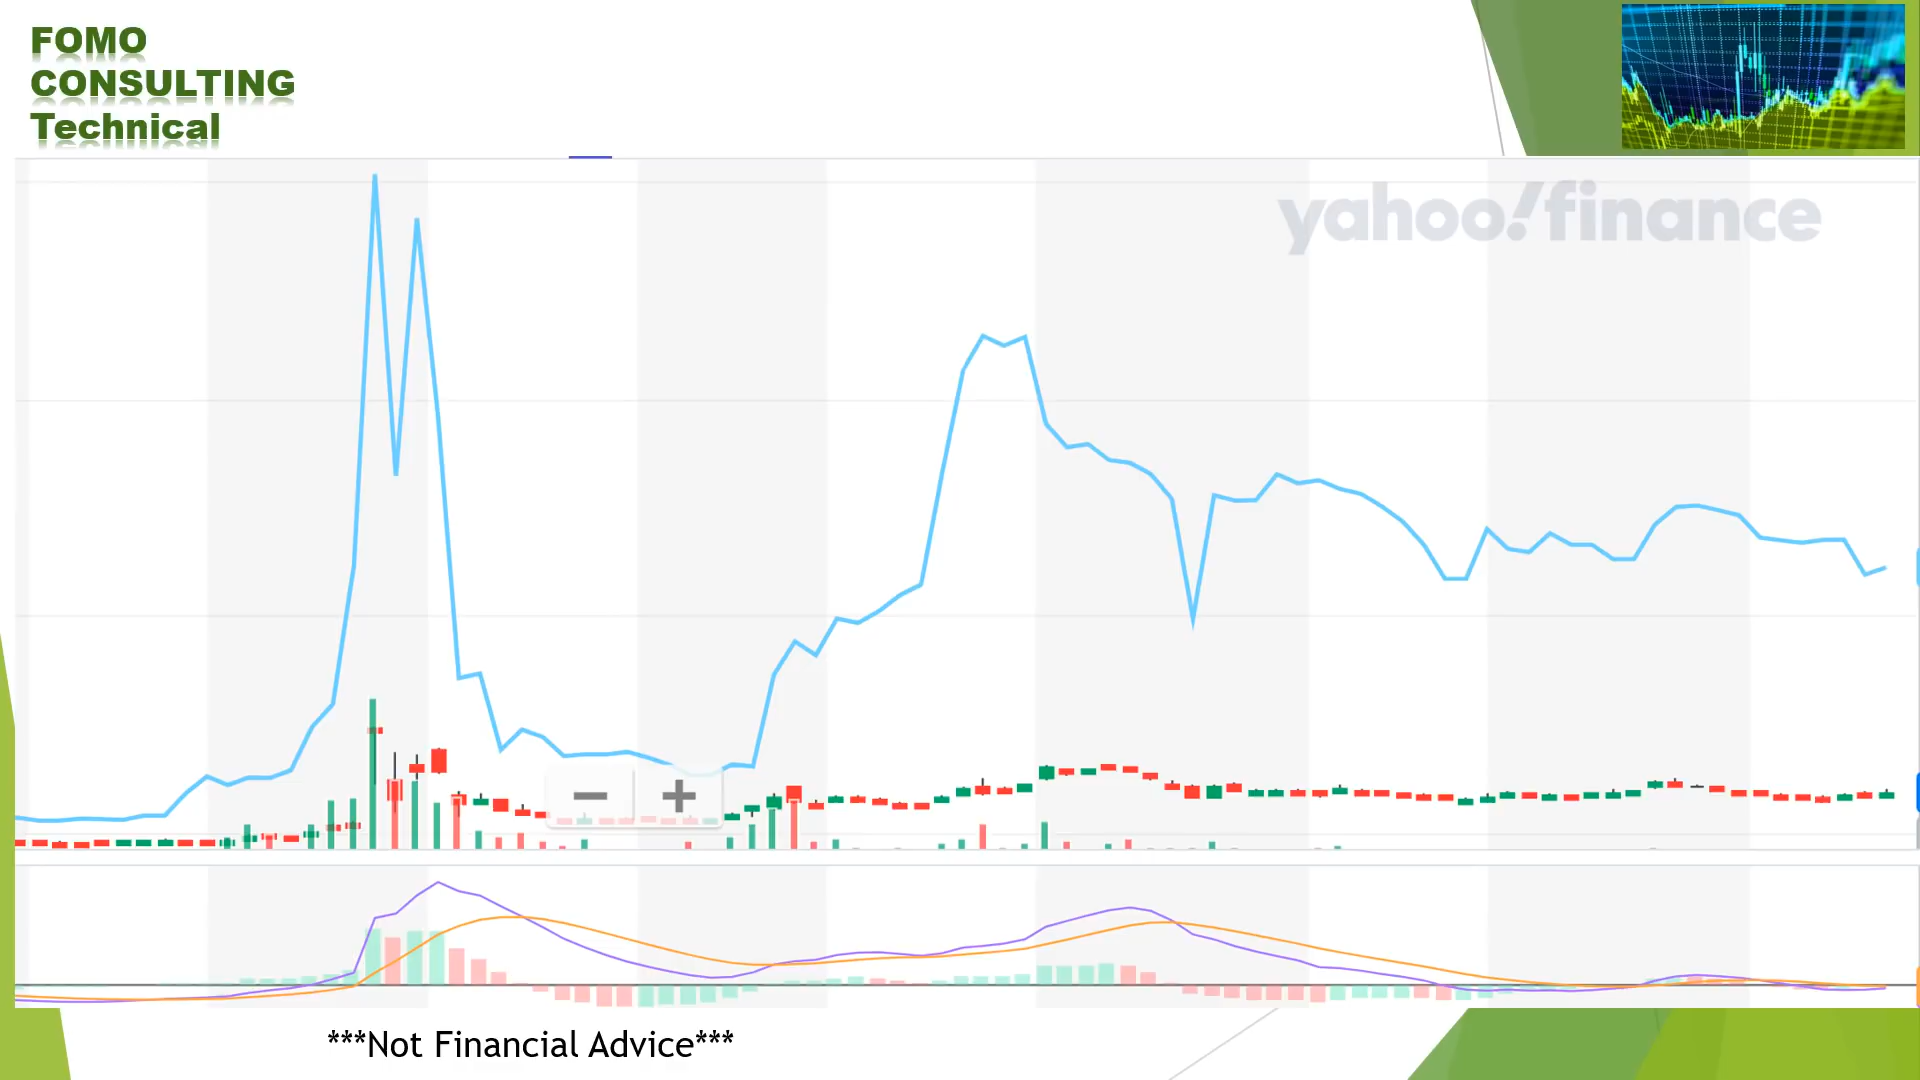 FOMO
CONSULTING
Technical
yahoo!finance
***Not Financial Advice***